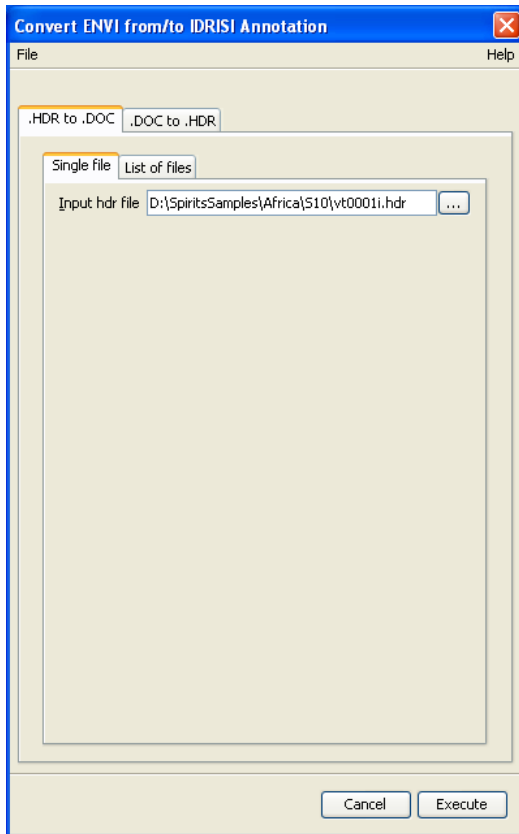 Convert ENVI from/to IDRISI Annotation
File Help
.HDR to .DOC .DOC to .HDR
Single file List of files
Input hdr file D:\SpiritsSamples\Africa\S10\vt0001i.hdr ...
Cancel Execute